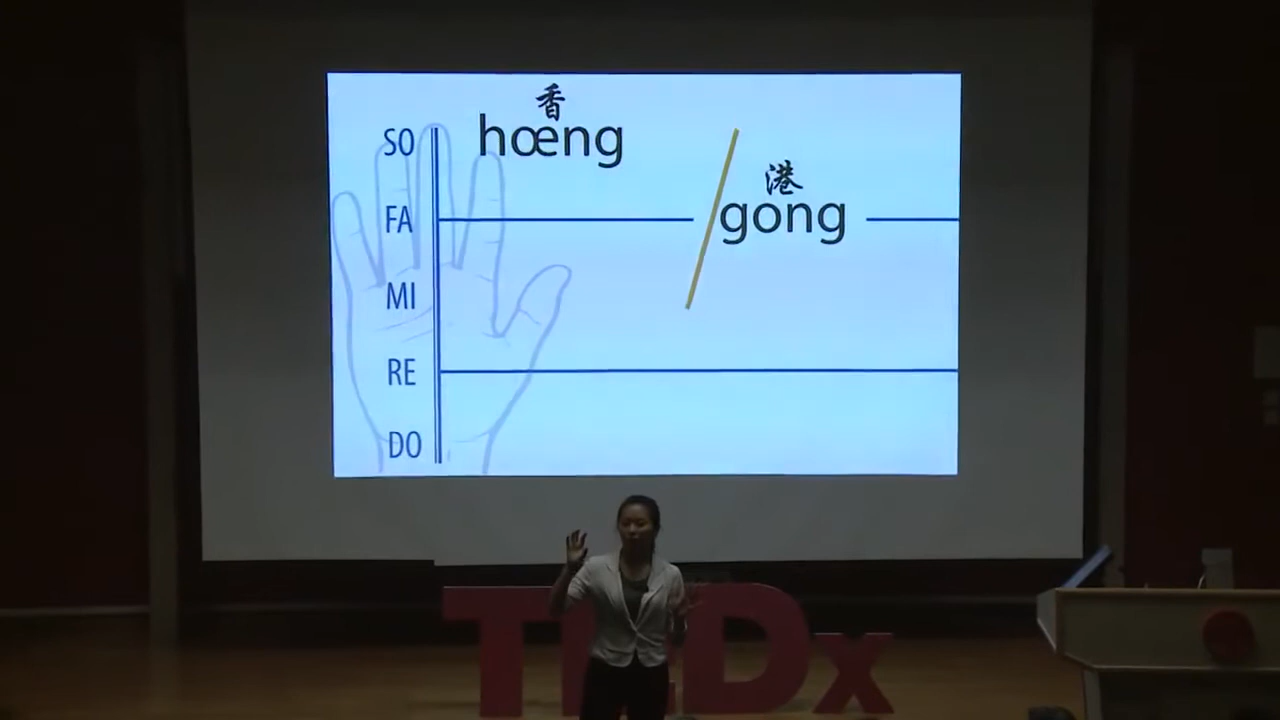 香
SO hœng
港
FA gong
MI
RE
DO
TEDx